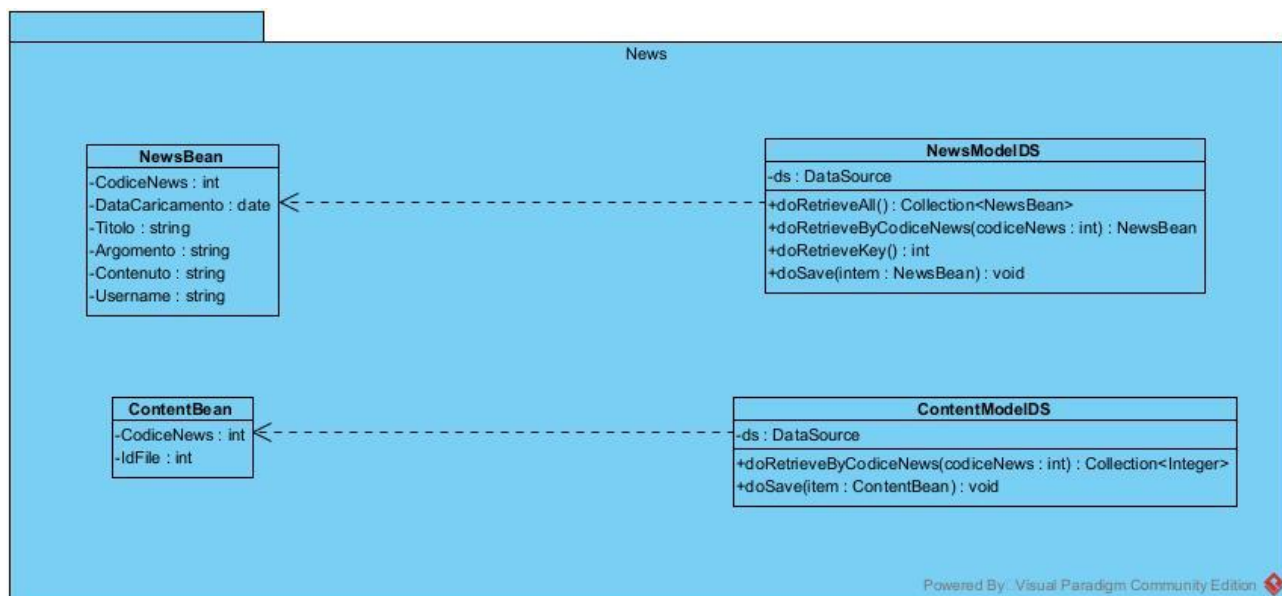 News
NewsBean
-CodiceNews : int
-DataCaricamento : date
-Titolo : string
-Argomento : string
-Contenuto : string
-Username : string
NewsModelDS
-ds : DataSource
+doRetrieveAll() : Collection<NewsBean>
+doRetrieveByCodiceNews(codiceNews : int) : NewsBean
+doRetrieveKey() : int
+doSave(intem : NewsBean) : void
ContentBean
-CodiceNews : int
-IdFile : int
ContentModelDS
-ds : DataSource
+doRetrieveByCodiceNews(codiceNews : int) : Collection<Integer>
+doSave(item : ContentBean) : void
Powered By Visual Paradigm Community Edition